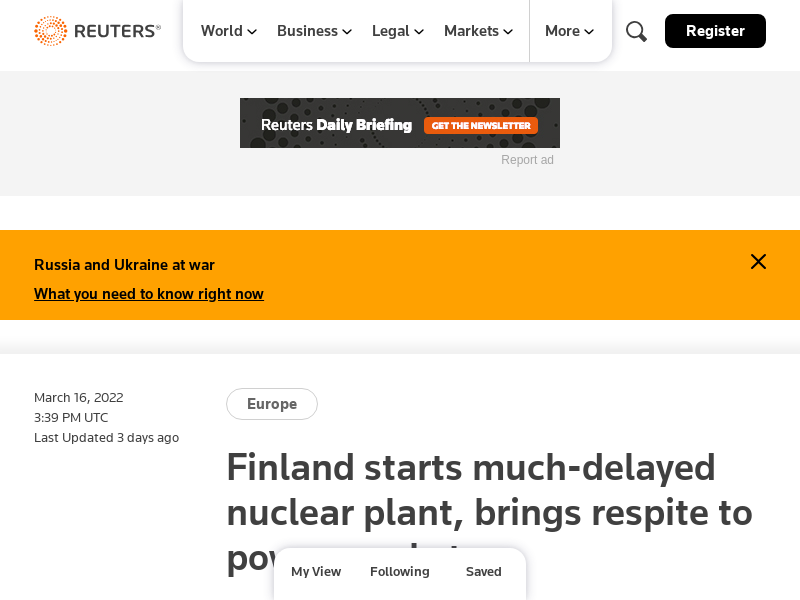 REUTERS®
World
Business
Legal
Markets
More
Register
Reuters Daily Briefing
GET THE NEWSLETTER
Report ad
Russia and Ukraine at war
What you need to know right now
March 16, 2022
3:39 PM UTC
Last Updated 3 days ago
Europe
Finland starts much-delayed
nuclear plant, brings respite to
My View
Following
Saved